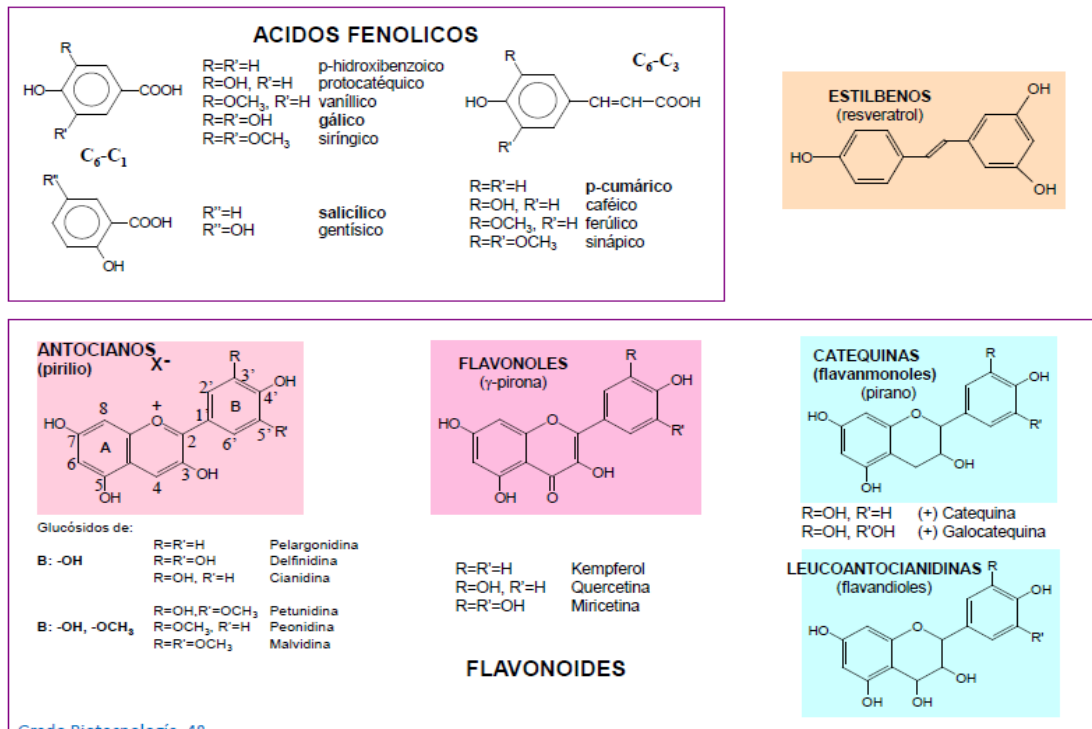 ACIDOS FENOLICOS
R
HO
COOH
R'
C₆-C₁
R=R'=H p-hidroxibenzoico
R=OH, R'=H protocatéquico
R=OCH₃, R'=H vaníllico
R=R'=OH gálico
R=R'=OCH₃ siríngico
R''
COOH
OH
R''=H salicílico
R''=OH gentísico
C₆-C₃
R
HO
CH=CH-COOH
R'
R=R'=H p-cumárico
R=OH, R'=H caféico
R=OCH₃, R'=H ferúlico
R=R'=OCH₃ sinápico
ESTILBENOS
(resveratrol)
OH
HO
OH
ANTOCIANOS
(pirilio) X-
R
2' 3' OH
4'
8 + 1' B
HO O 5' R'
7 A 2 6'
6 3 OH
5 4
OH
Glucósidos de:
R=R'=H Pelargonidina
B: -OH R=R'=OH Delfinidina
R=OH, R'=H Cianidina
R=OH,R'=OCH₃ Petunidina
B: -OH, -OCH₃ R=OCH₃, R'=H Peonidina
R=R'=OCH₃ Malvidina
FLAVONOLES
(γ-pirona)
R
OH
HO O
R'
OH
OH O
R=R'=H Kempferol
R=OH, R'=H Quercetina
R=R'=OH Miricetina
FLAVONOIDES
CATEQUINAS
(flavanmonoles)
(pirano)
R
OH
HO O
R'
OH
OH
R=OH, R'=H (+) Catequina
R=OH, R'OH (+) Galocatequina
LEUCOANTOCIANIDINAS
(flavandioles)
R
OH
HO O
R'
OH
OH OH
Grado Biotecnología 48